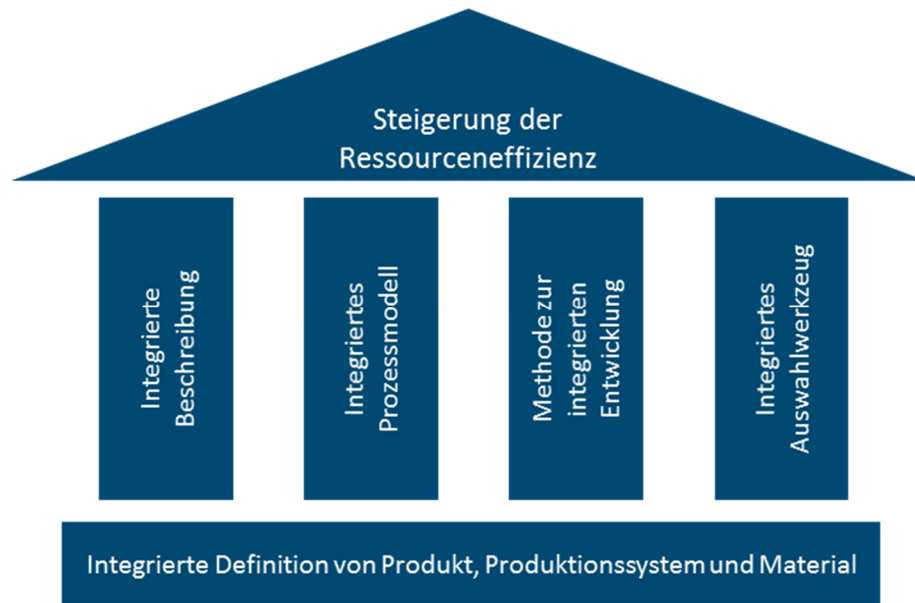 Steigerung der
Ressourceneffizienz
Integrierte
Beschreibung
Integriertes
Prozessmodell
Methode zur
integrierten
Entwicklung
Integriertes
Auswahlwerkzeug
Integrierte Definition von Produkt, Produktionssystem und Material